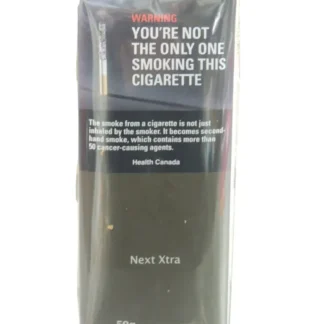 WARNING
YOU'RE NOT
THE ONLY ONE
SMOKING THIS
CIGARETTE
The smoke from a cigarette is not just
inhaled by the smoker. It becomes second-
hand smoke, which contains more than
50 cancer-causing agents.
Health Canada
Next Xtra
50g